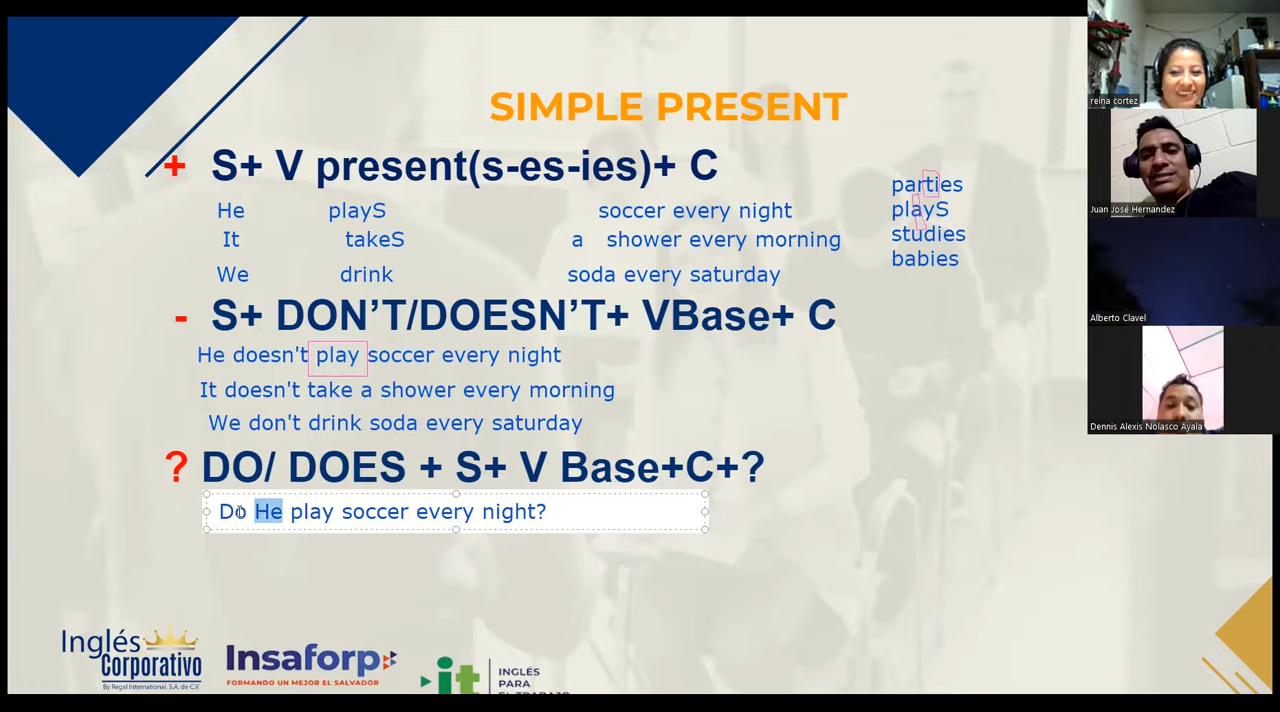 SIMPLE PRESENT
+ S+ V present(s-es-ies)+ C
He playS soccer every night
It takeS a shower every morning
We drink soda every saturday
parties
playS
studies
babies
- S+ DON'T/DOESN'T+ VBase+ C
He doesn't play soccer every night
It doesn't take a shower every morning
We don't drink soda every saturday
? DO/ DOES + S+ V Base+C+?
Do He play soccer every night?
reina cortez
Juan José Hernandez
Alberto Clavel
Dennis Alexis Nolasco Ayala
Inglés
Corporativo
By Regal International, S.A. de C.V
Insaforp
FORMANDO UN MEJOR EL SALVADOR
it
INGLÉS
PARA
EL TRABAJO